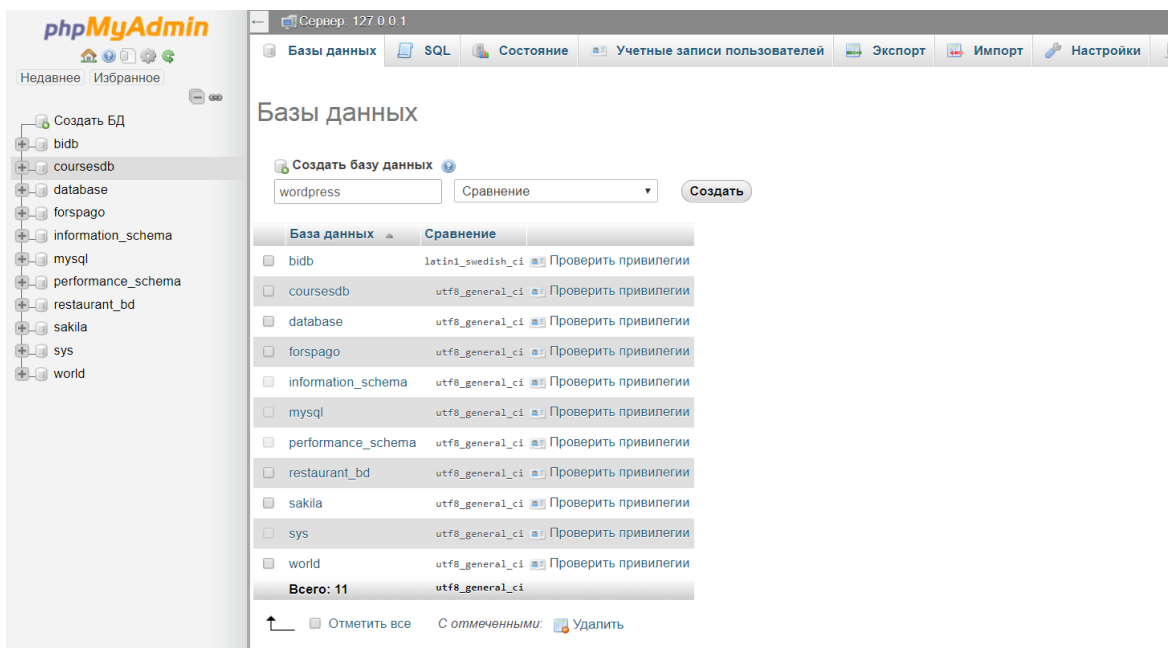 phpMyAdmin
Недавнее Избранное
Создать БД
bidb
coursesdb
database
forspago
information_schema
mysql
performance_schema
restaurant_bd
sakila
sys
world
Сервер: 127.0.0.1
Базы данных SQL Состояние Учетные записи пользователей Экспорт Импорт Настройки
Базы данных
Создать базу данных
wordpress Сравнение Создать
База данных Сравнение
bidb latin1_swedish_ci Проверить привилегии
coursesdb utf8_general_ci Проверить привилегии
database utf8_general_ci Проверить привилегии
forspago utf8_general_ci Проверить привилегии
information_schema utf8_general_ci Проверить привилегии
mysql utf8_general_ci Проверить привилегии
performance_schema utf8_general_ci Проверить привилегии
restaurant_bd utf8_general_ci Проверить привилегии
sakila utf8_general_ci Проверить привилегии
sys utf8_general_ci Проверить привилегии
world utf8_general_ci Проверить привилегии
Всего: 11 utf8_general_ci
Отметить все С отмеченными: Удалить